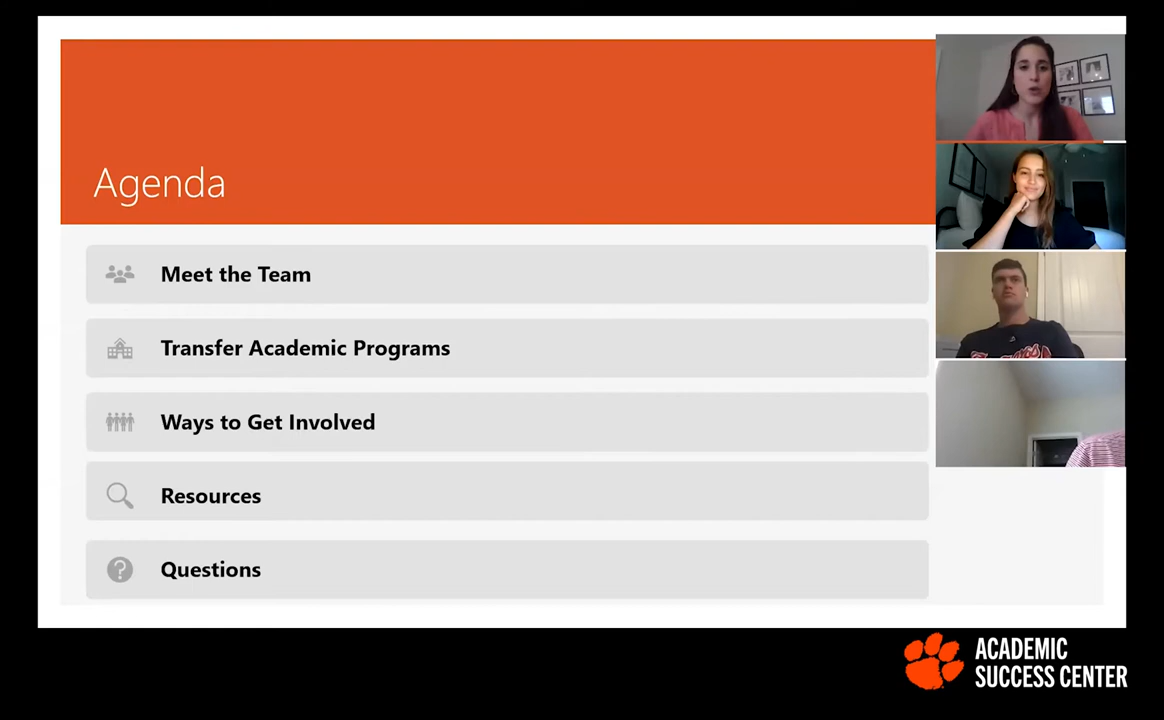 Agenda
Meet the Team
Transfer Academic Programs
Ways to Get Involved
Resources
Questions
ACADEMIC
SUCCESS CENTER